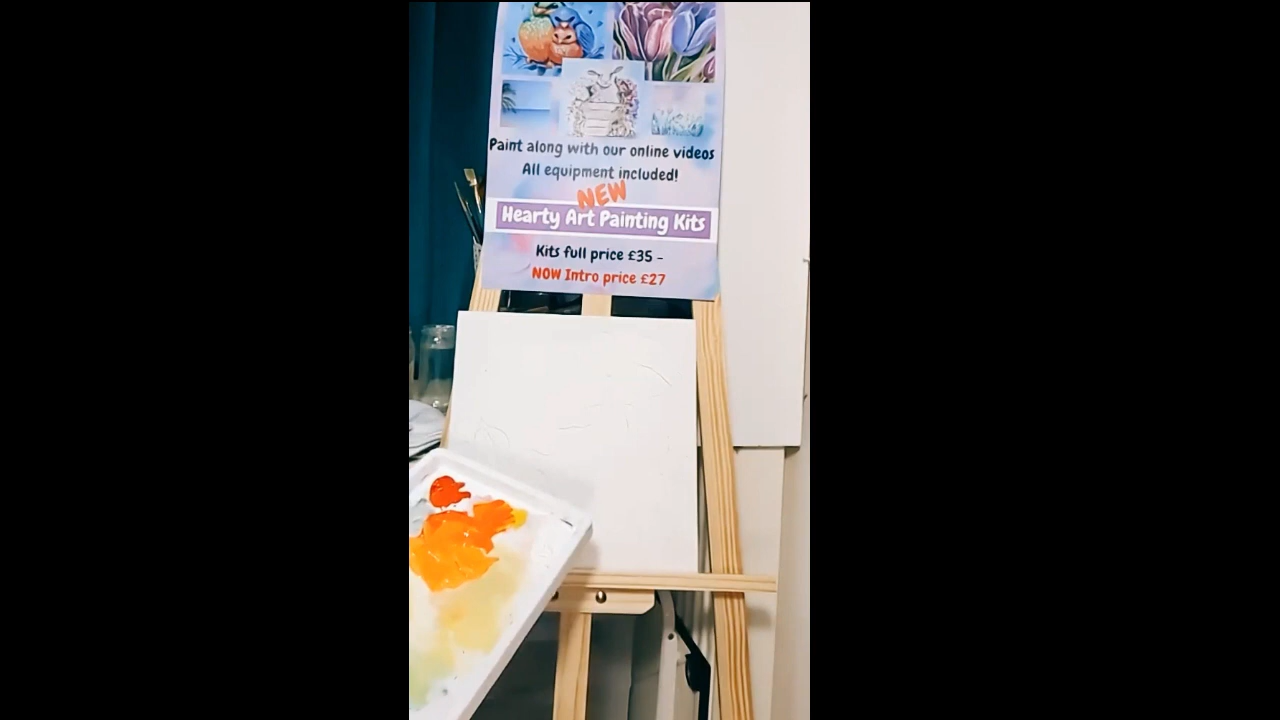 Paint along with our online videos
All equipment included!
NEW
Hearty Art Painting Kits
Kits full price £35 -
NOW Intro price £27